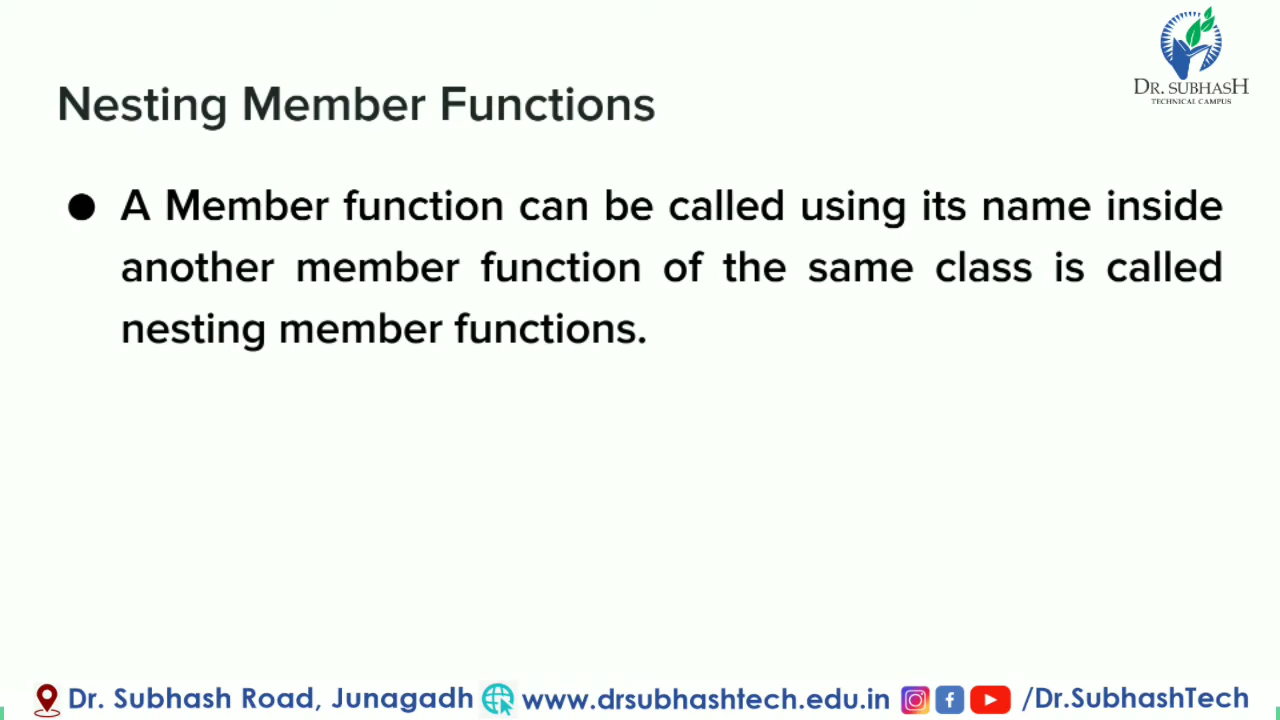 DR. SUBHASH
TECHNICAL CAMPUS
Nesting Member Functions
● A Member function can be called using its name inside
another member function of the same class is called
nesting member functions.
Dr. Subhash Road, Junagadh www.drsubhashtech.edu.in /Dr.SubhashTech